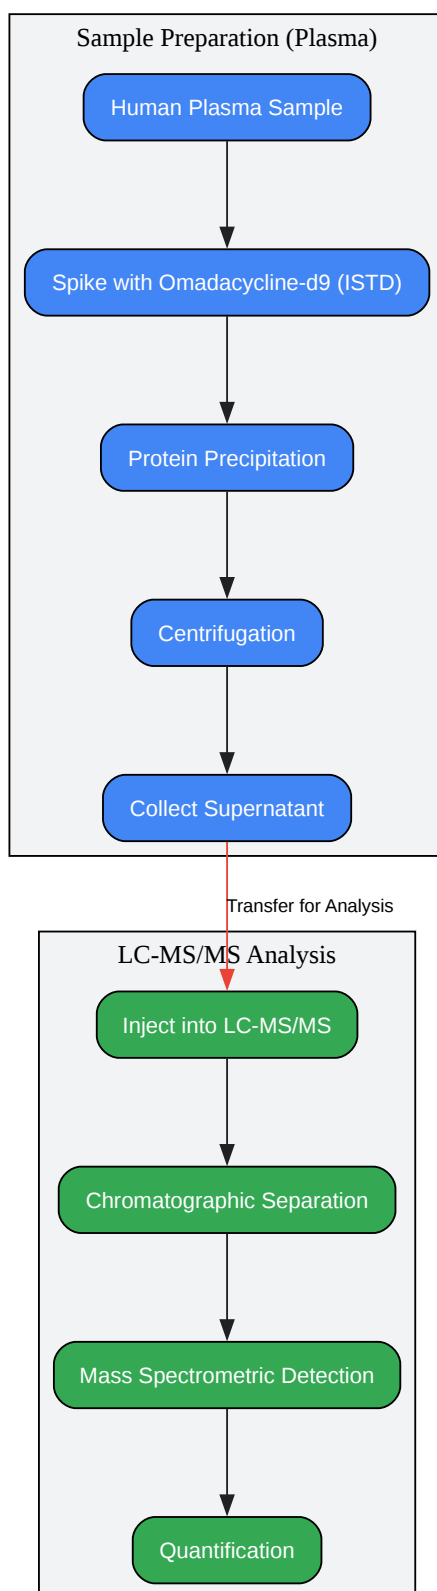 Sample Preparation (Plasma)
Human Plasma Sample
Spike with Omadacycline-d9 (ISTD)
Protein Precipitation
Centrifugation
Collect Supernatant
Transfer for Analysis
LC-MS/MS Analysis
Inject into LC-MS/MS
Chromatographic Separation
Mass Spectrometric Detection
Quantification